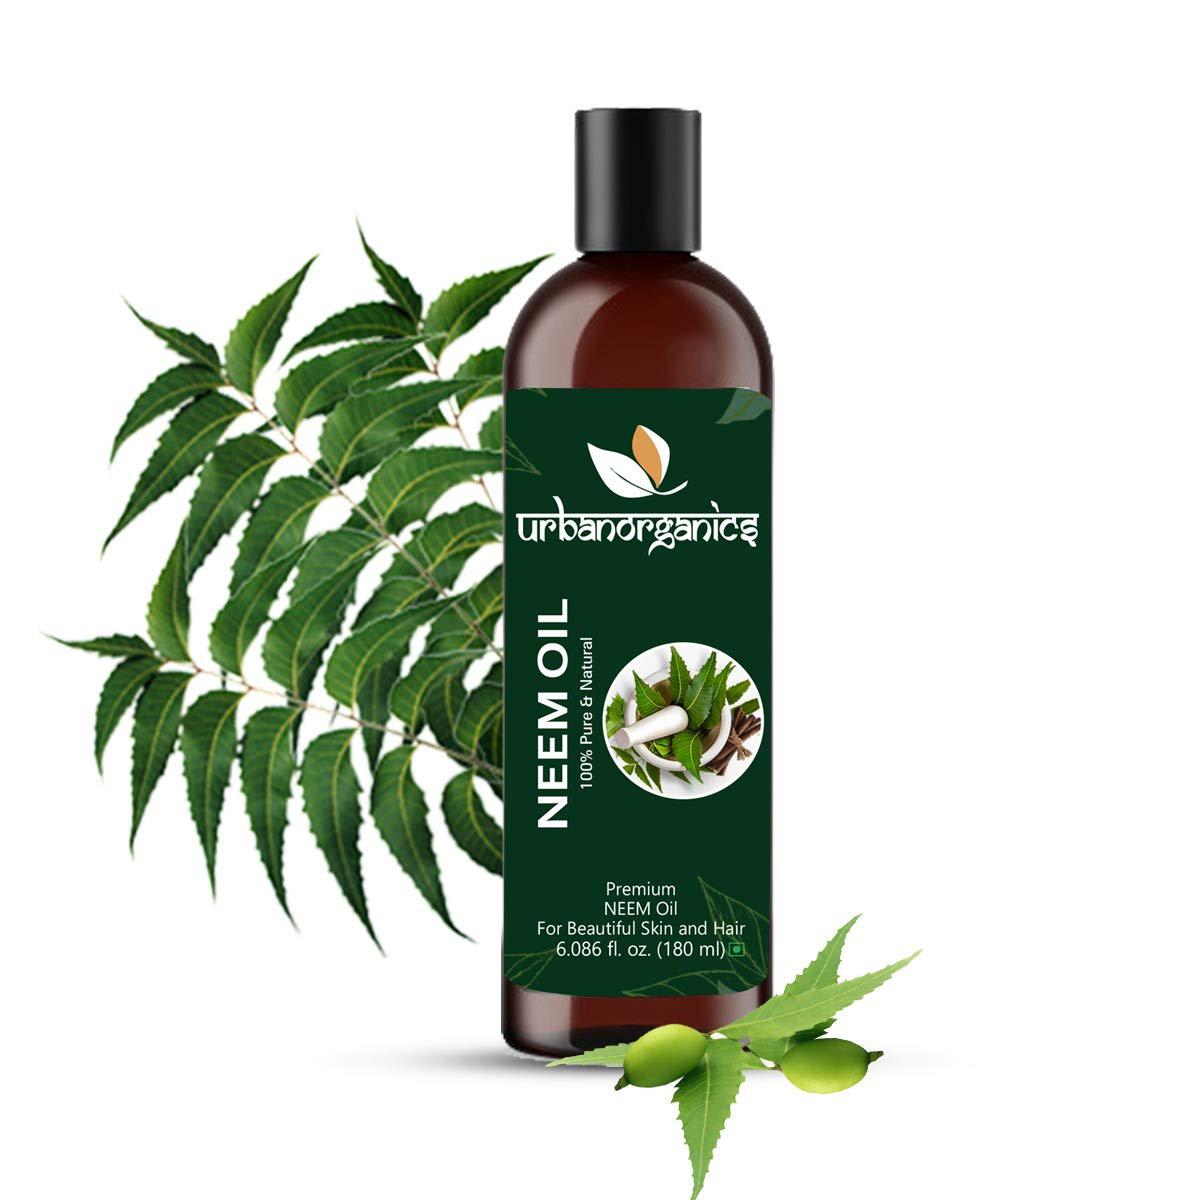 urbanorganics
NEEM OIL
100% Pure & Natural
Premium
NEEM Oil
For Beautiful Skin and Hair
6.086 fl. oz. (180 ml)